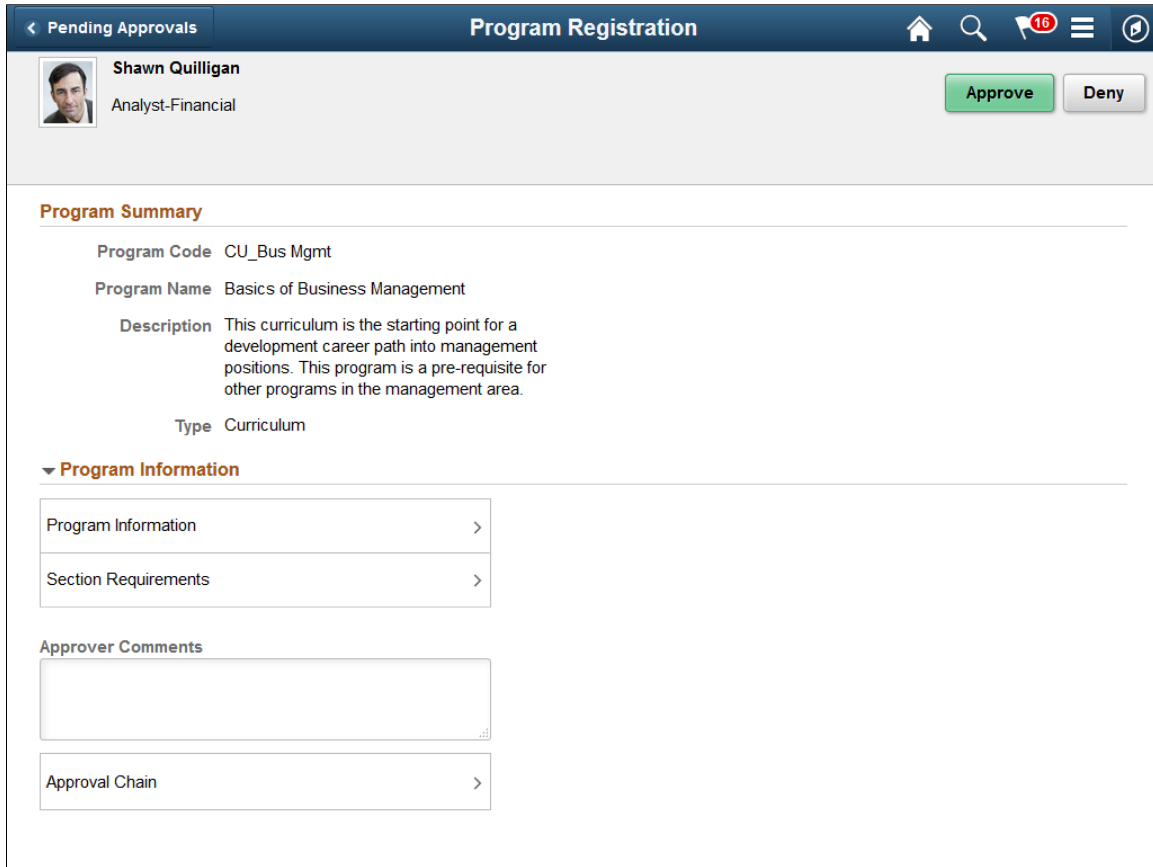 Pending Approvals
Program Registration
16
Shawn Quilligan
Analyst-Financial
Approve
Deny
Program Summary
Program Code CU_Bus Mgmt
Program Name Basics of Business Management
Description This curriculum is the starting point for a
development career path into management
positions. This program is a pre-requisite for
other programs in the management area.
Type Curriculum
Program Information
Program Information
Section Requirements
Approver Comments
Approval Chain